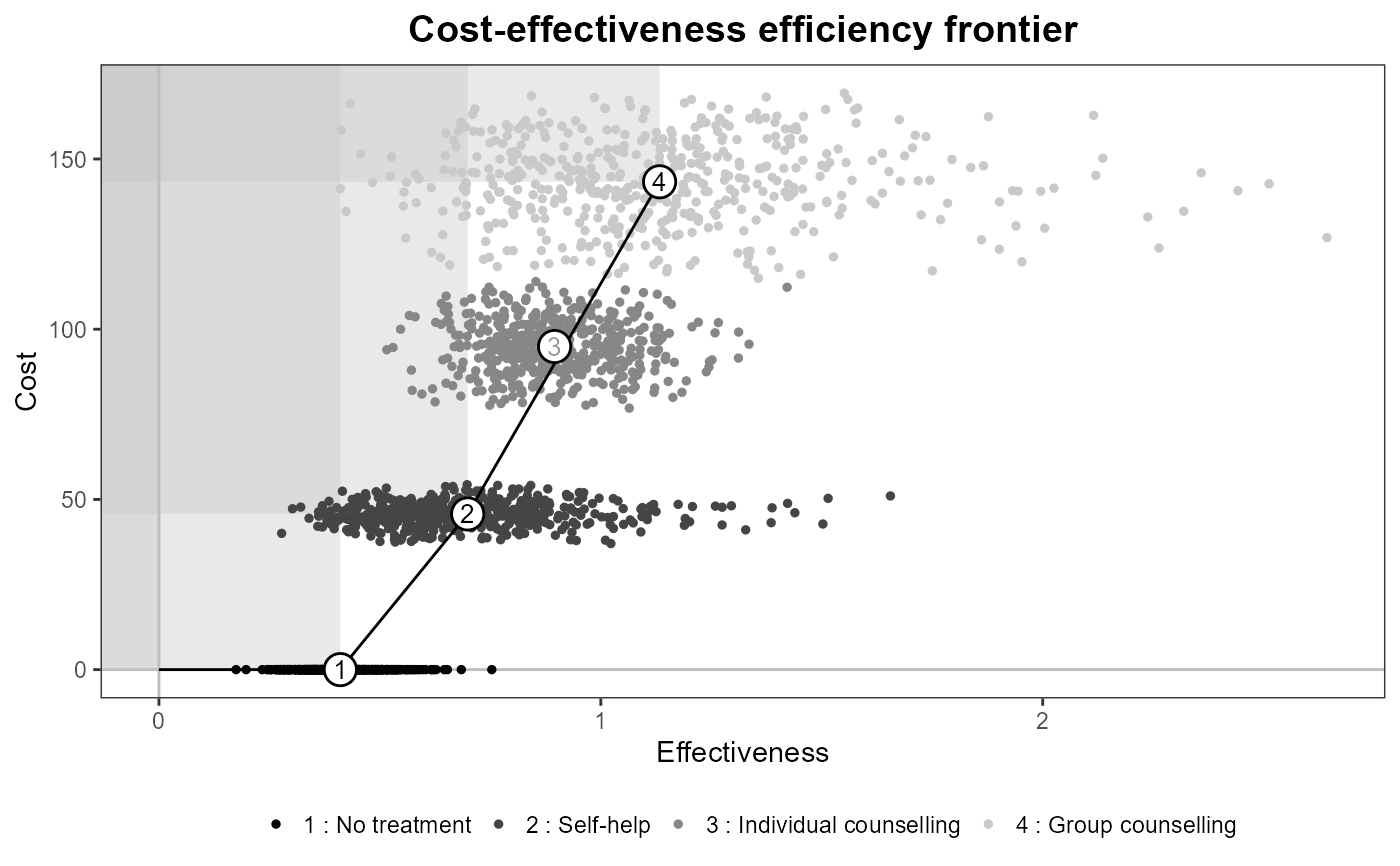 Cost-effectiveness efficiency frontier
Cost
150
100
50
0
4
3
2
1
0 1 2
Effectiveness
1 : No treatment 2 : Self-help 3 : Individual counselling 4 : Group counselling